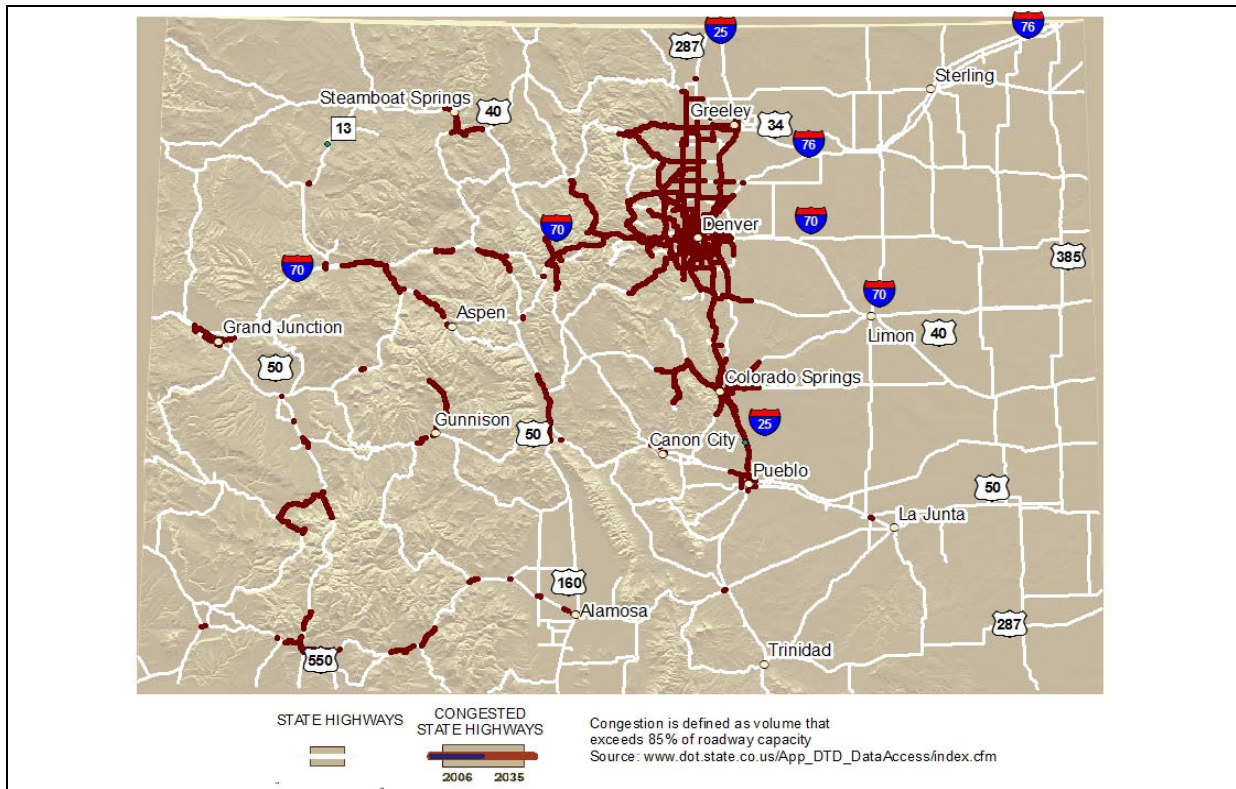 25
76
287
Sterling
Steamboat Springs
40
Greeley
13
34
76
Denver
70
70
385
70
70
Aspen
Grand Junction
Limon
40
50
Colorado Springs
25
Gunnison
50
Canon City
Pueblo
50
La Junta
160
Alamosa
287
550
Trinidad
STATE HIGHWAYS
CONGESTED
STATE HIGHWAYS
2006 2035
Congestion is defined as volume that
exceeds 85% of roadway capacity
Source: www.dot.state.co.us/App_DTD_DataAccess/index.cfm